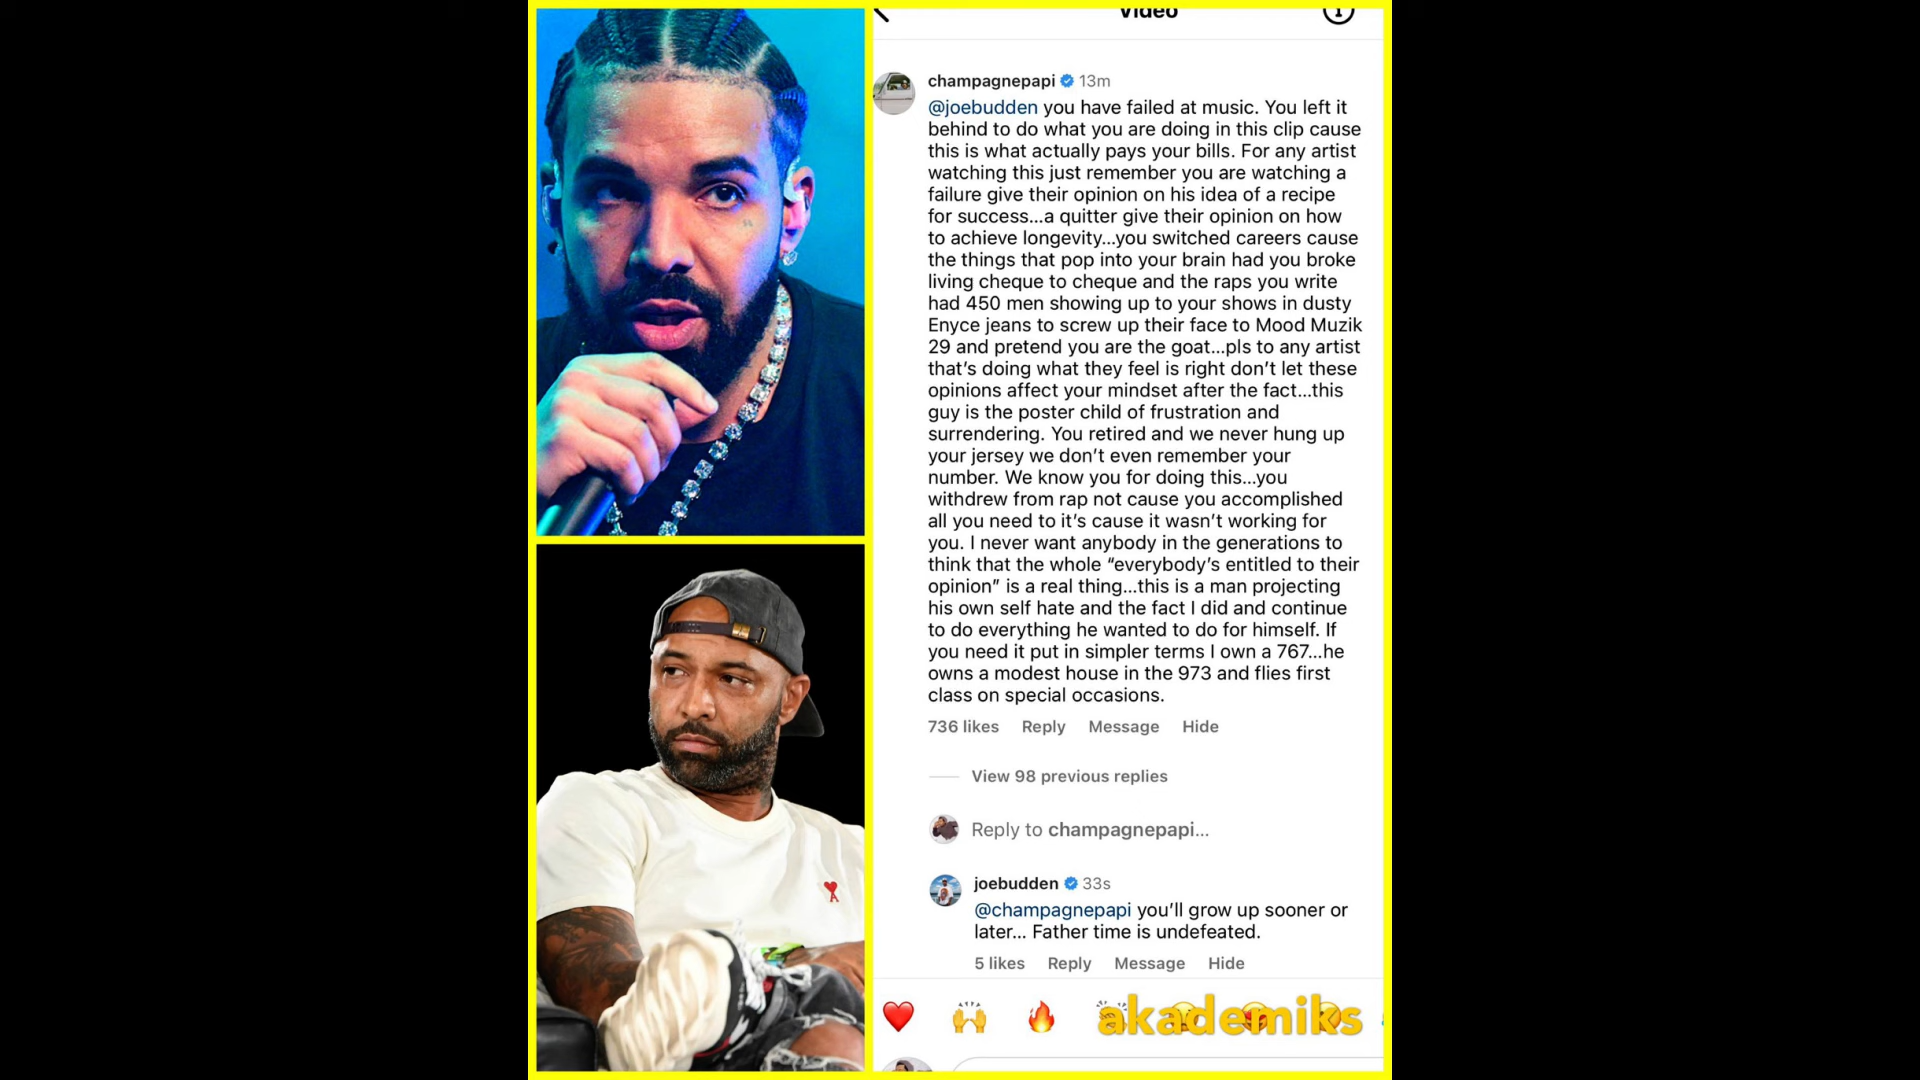 Video
champagnepapi 13m
@joebudden you have failed at music. You left it
behind to do what you are doing in this clip cause
this is what actually pays your bills. For any artist
watching this just remember you are watching a
failure give their opinion on his idea of a recipe
for success...a quitter give their opinion on how
to achieve longevity...you switched careers cause
the things that pop into your brain had you broke
living cheque to cheque and the raps you write
had 450 men showing up to your shows in dusty
Enyce jeans to screw up their face to Mood Muzik
29 and pretend you are the goat...pls to any artist
that’s doing what they feel is right don’t let these
opinions affect your mindset after the fact...this
guy is the poster child of frustration and
surrendering. You retired and we never hung up
your jersey we don’t even remember your
number. We know you for doing this...you
withdrew from rap not cause you accomplished
all you need to it’s cause it wasn’t working for
you. I never want anybody in the generations to
think that the whole “everybody’s entitled to their
opinion” is a real thing...this is a man projecting
his own self hate and the fact I did and continue
to do everything he wanted to do for himself. If
you need it put in simpler terms I own a 767...he
owns a modest house in the 973 and flies first
class on special occasions.
736 likes Reply Message Hide
View 98 previous replies
Reply to champagnepapi...
joebudden 33s
@champagnepapi you’ll grow up sooner or
later... Father time is undefeated.
5 likes Reply Message Hide
akademiks